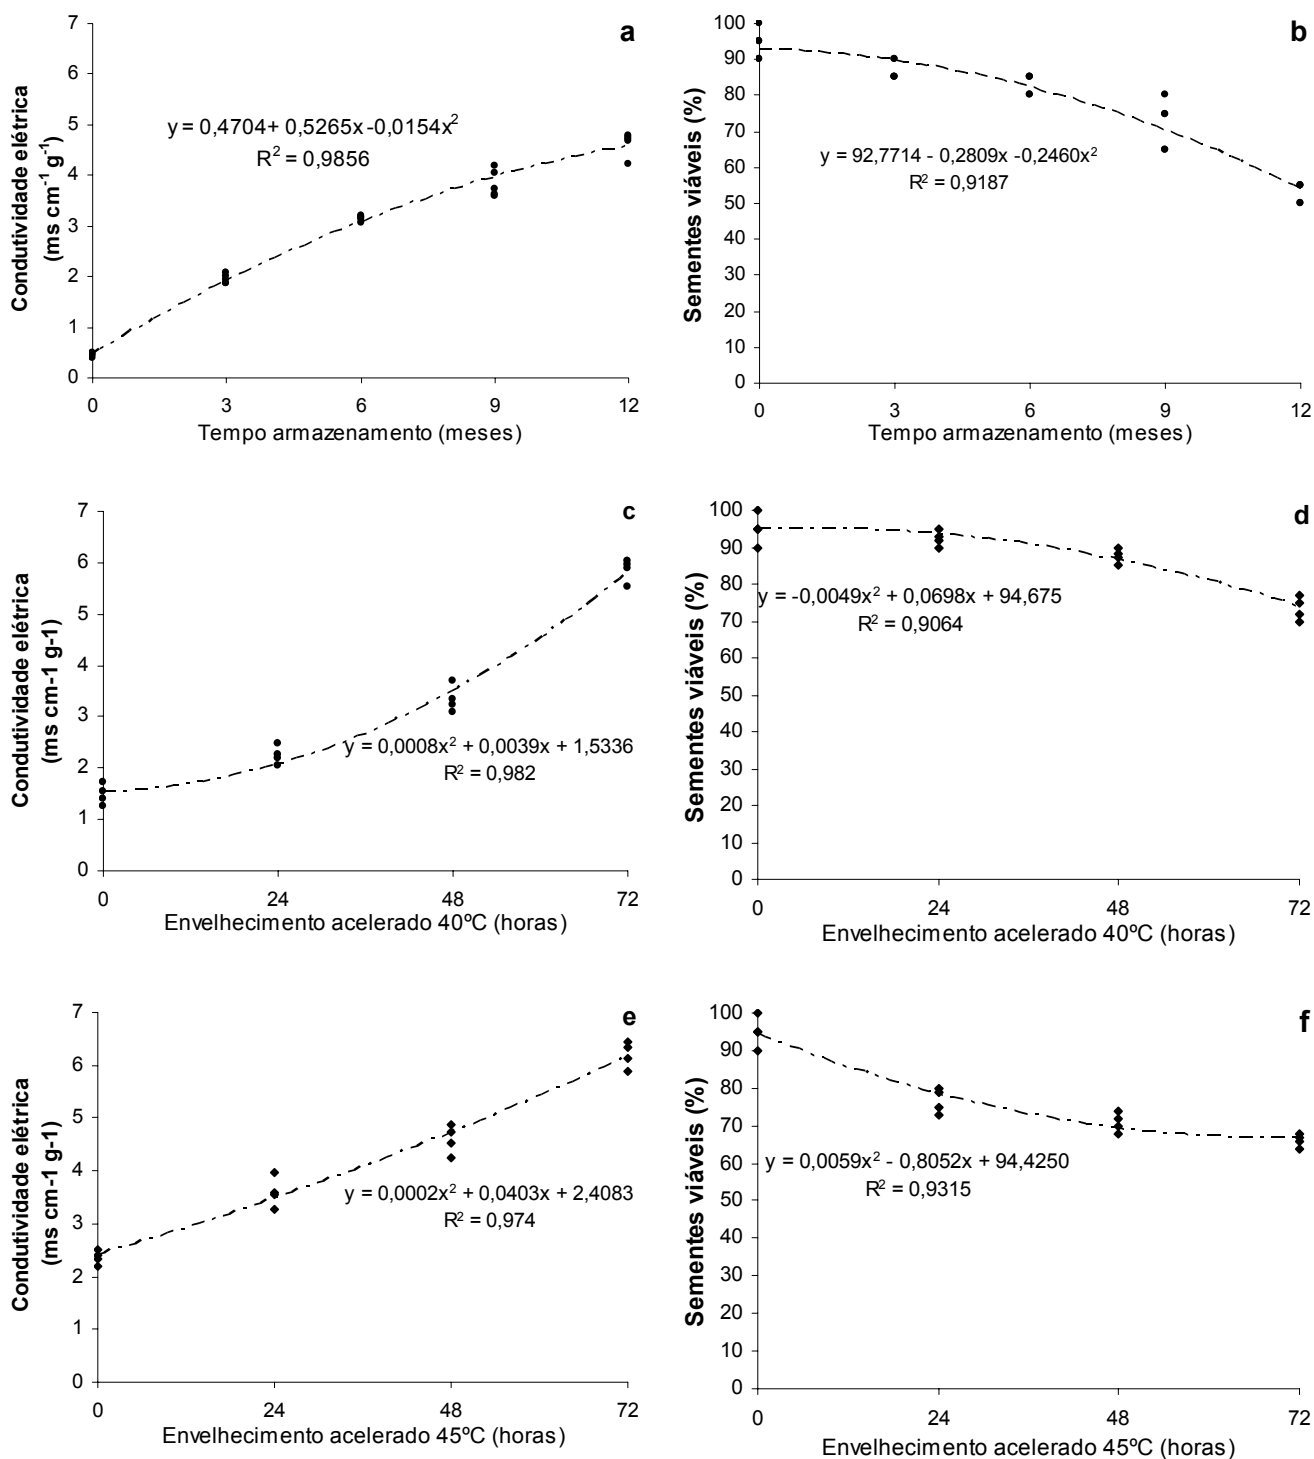 a
Condutividade elétrica
(ms cm⁻¹ g⁻¹)
7
6
5
4
3
2
1
0
y = 0,4704+ 0,5265x -0,0154x²
R² = 0,9856
0 3 6 9 12
Tempo armazenamento (meses)
b
Sementes viáveis (%)
100
90
80
70
60
50
40
30
20
10
0
y = 92,7714 - 0,2809x -0,2460x²
R² = 0,9187
0 3 6 9 12
Tempo armazenamento (meses)
c
Condutividade elétrica
(ms cm-1 g-1)
7
6
5
4
3
2
1
0
y = 0,0008x² + 0,0039x + 1,5336
R² = 0,982
0 24 48 72
Envelhecimento acelerado 40ºC (horas)
d
Sementes viáveis (%)
100
90
80
70
60
50
40
30
20
10
0
y = -0,0049x² + 0,0698x + 94,675
R² = 0,9064
0 24 48 72
Envelhecimento acelerado 40ºC (horas)
e
Condutividade elétrica
(ms cm-1 g-1)
7
6
5
4
3
2
1
0
y = 0,0002x² + 0,0403x + 2,4083
R² = 0,974
0 24 48 72
Envelhecimento acelerado 45ºC (horas)
f
Sementes viáveis (%)
100
90
80
70
60
50
40
30
20
10
0
y = 0,0059x² - 0,8052x + 94,4250
R² = 0,9315
0 24 48 72
Envelhecimento acelerado 45ºC (horas)